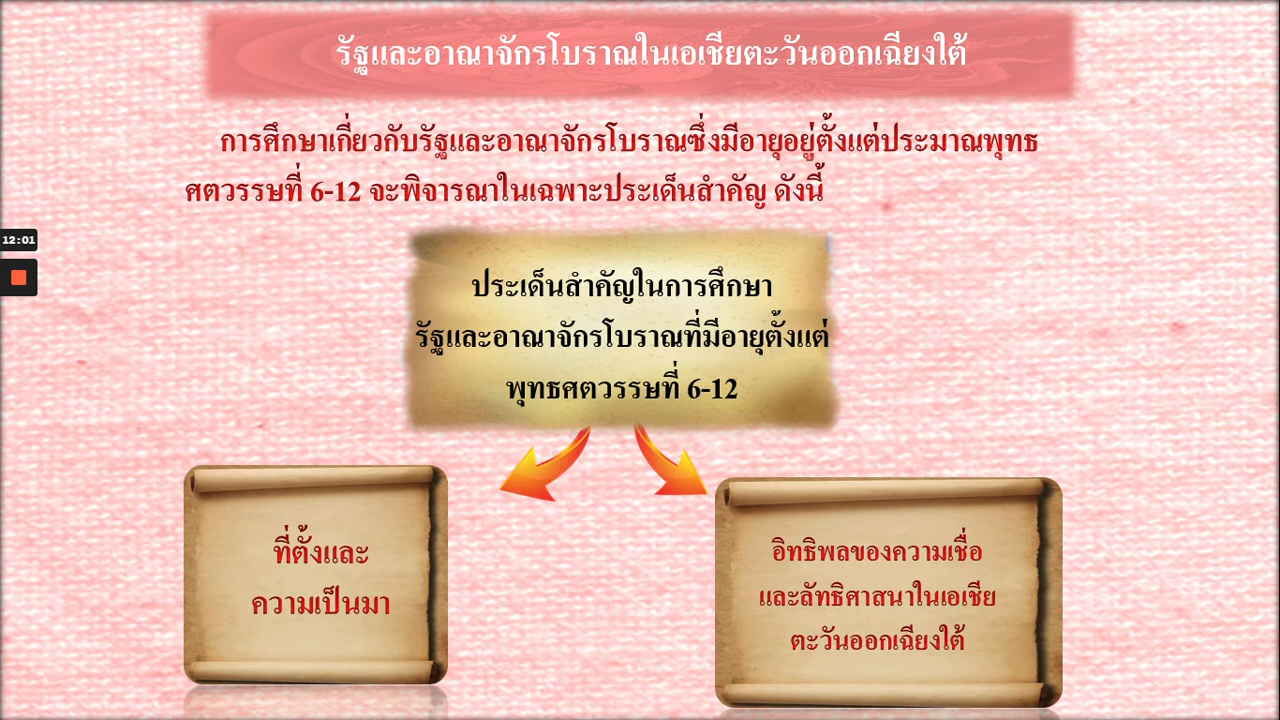 รัฐและอาณาจักรโบราณในเอเชียตะวันออกเฉียงใต้
การศึกษาเกี่ยวกับรัฐและอาณาจักรโบราณซึ่งมีอายุอยู่ตั้งแต่ประมาณพุทธ
ศตวรรษที่ 6-12 จะพิจารณาในเฉพาะประเด็นสำคัญ ดังนี้
12:01
ประเด็นสำคัญในการศึกษา
รัฐและอาณาจักรโบราณที่มีอายุตั้งแต่
พุทธศตวรรษที่ 6-12
ที่ตั้งและ
ความเป็นมา
อิทธิพลของความเชื่อ
และลัทธิศาสนาในเอเชีย
ตะวันออกเฉียงใต้